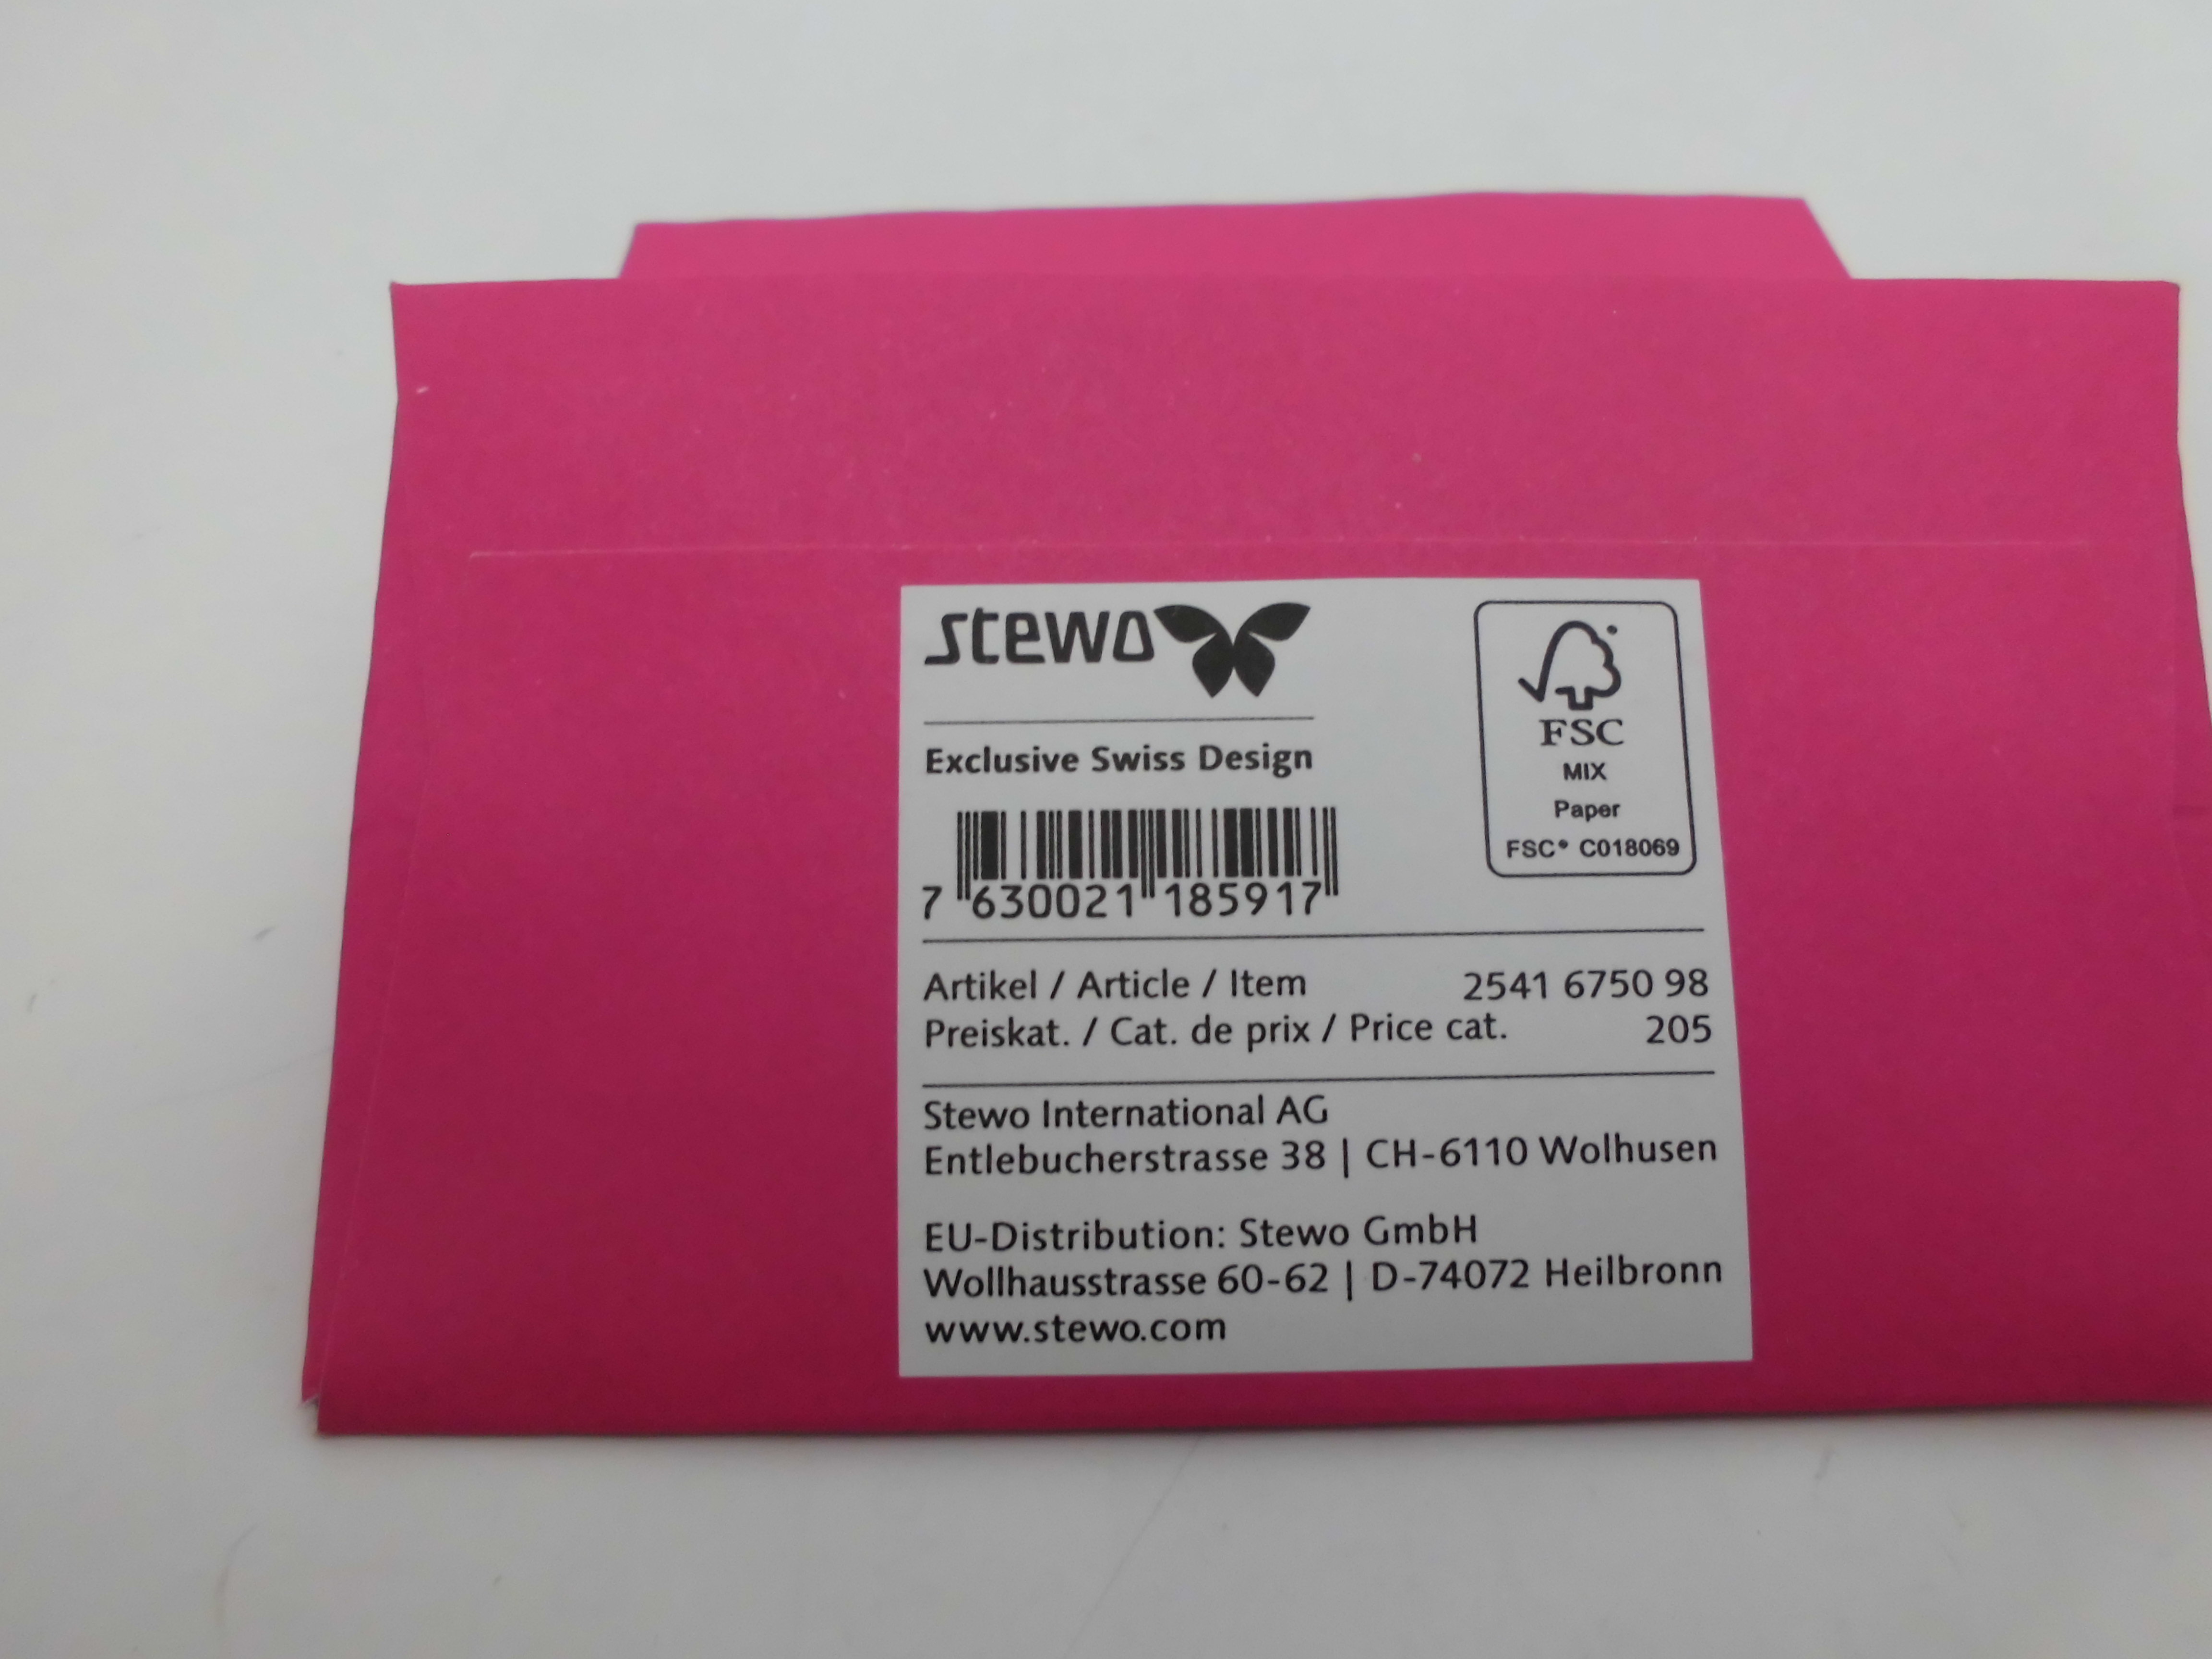 stewo
Exclusive Swiss Design
7 630021 185917
FSC
MIX
Paper
FSC® C018069
Artikel / Article / Item 2541 6750 98
Preiskat. / Cat. de prix / Price cat. 205
Stewo International AG
Entlebucherstrasse 38 | CH-6110 Wolhusen
EU-Distribution: Stewo GmbH
Wollhausstrasse 60-62 | D-74072 Heilbronn
www.stewo.com